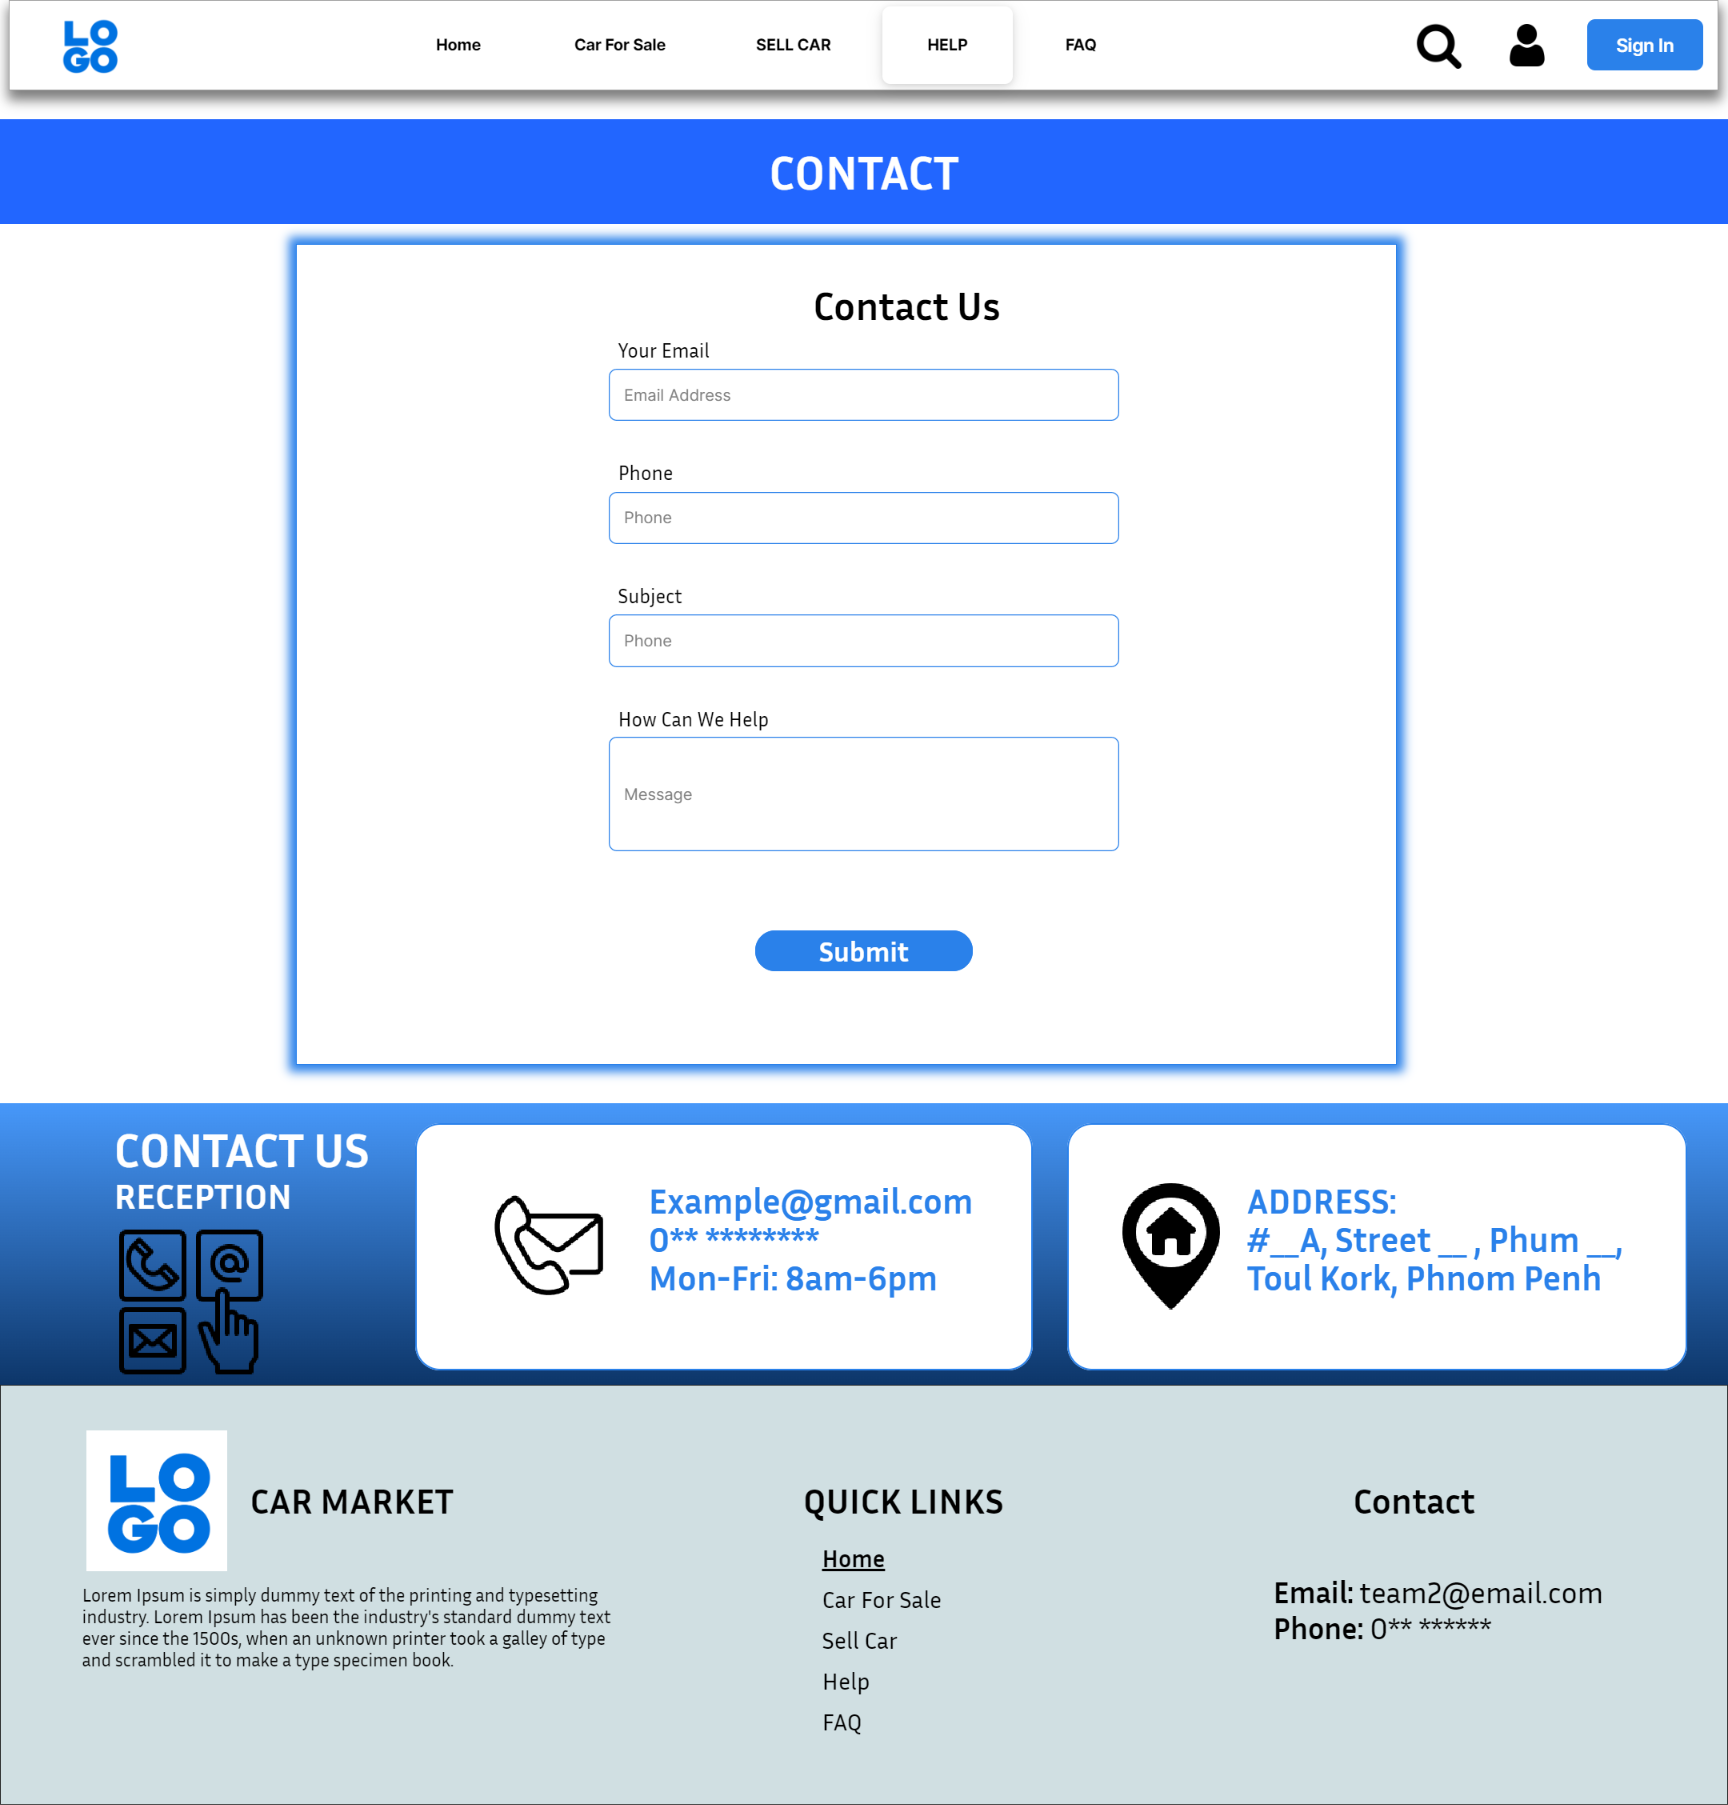 LO
GO
Home
Car For Sale
SELL CAR
HELP
FAQ
Sign In
CONTACT
Contact Us
Your Email
Email Address
Phone
Phone
Subject
Phone
How Can We Help
Message
Submit
CONTACT US
RECEPTION
@
Example@gmail.com
0** ********
Mon-Fri: 8am-6pm
ADDRESS:
#__A, Street __ , Phum __,
Toul Kork, Phnom Penh
LO
GO
CAR MARKET
Lorem Ipsum is simply dummy text of the printing and typesetting
industry. Lorem Ipsum has been the industry's standard dummy text
ever since the 1500s, when an unknown printer took a galley of type
and scrambled it to make a type specimen book.
QUICK LINKS
Home
Car For Sale
Sell Car
Help
FAQ
Contact
Email: team2@email.com
Phone: 0** ******